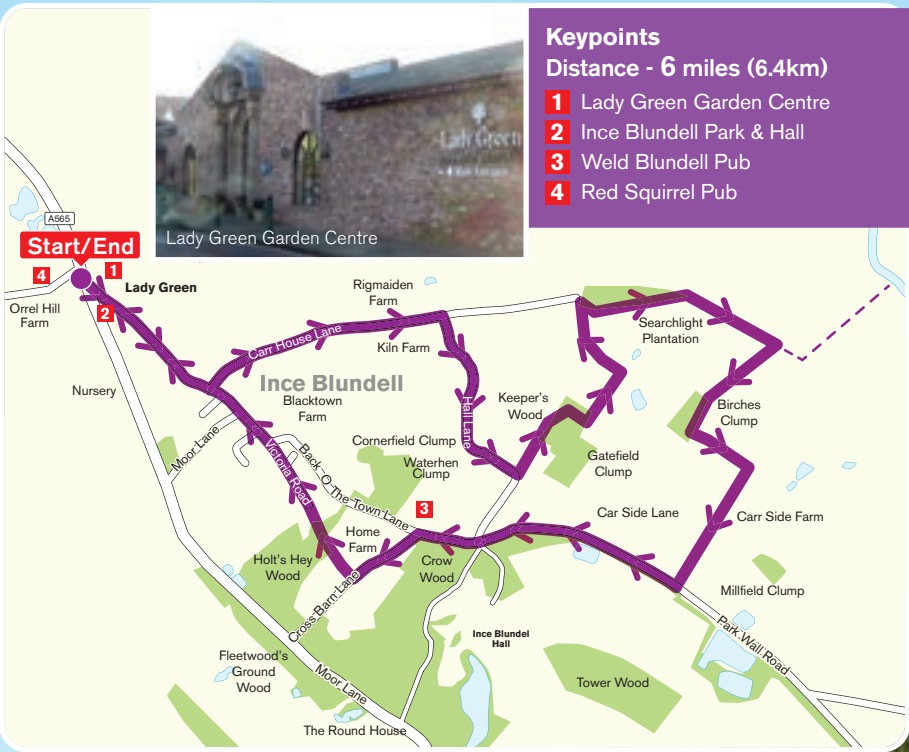 Keypoints
Distance - 6 miles (6.4km)
1 Lady Green Garden Centre
2 Ince Blundell Park & Hall
3 Weld Blundell Pub
4 Red Squirrel Pub
Lady Green
Lady Green Garden Centre
A565
Start/End
4
1
2
Lady Green
Orrel Hill
Farm
Nursery
Rigmaiden
Farm
Carr House Lane
Kiln Farm
Ince Blundell
Blacktown
Farm
Hall Lane
Keeper's
Wood
Searchlight
Plantation
Birches
Clump
Gatefield
Clump
Moor Lane
Victoria Road
Back O The Town Lane
Cornerfield Clump
Waterhen
Clump
3
Home
Farm
Crow
Wood
Car Side Lane
Carr Side Farm
Holt's Hey
Wood
Cross Barn Lane
Millfield Clump
Ince Blundel
Hall
Park Wall Road
Fleetwood's
Ground
Wood
Moor Lane
Tower Wood
The Round House